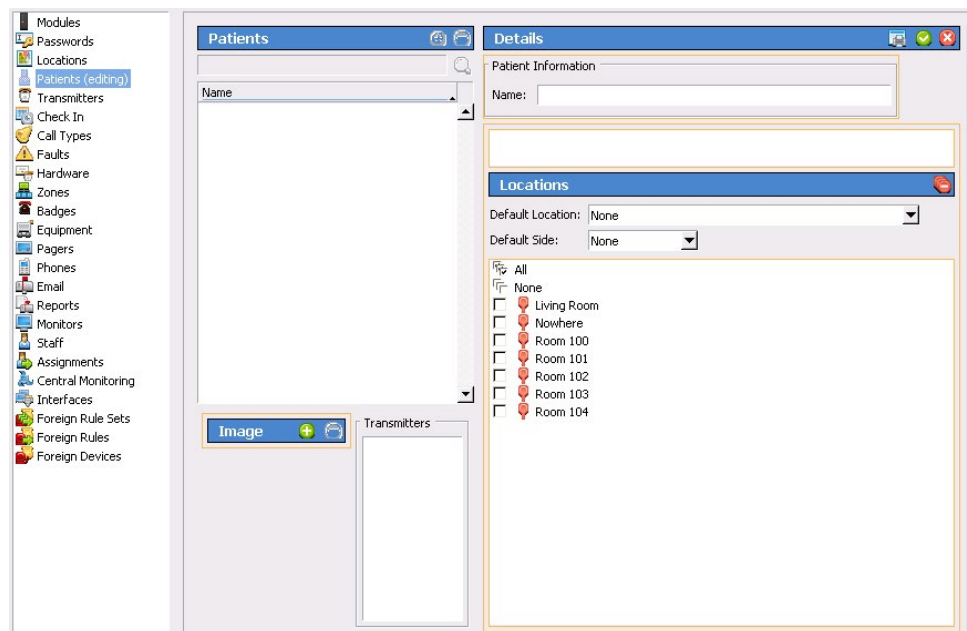 Modules
Passwords
Locations
Patients (editing)
Transmitters
Check In
Call Types
Faults
Hardware
Zones
Badges
Equipment
Pagers
Phones
Email
Reports
Monitors
Staff
Assignments
Central Monitoring
Interfaces
Foreign Rule Sets
Foreign Rules
Foreign Devices
Patients
Name
Image
Transmitters
Details
Patient Information
Name:
Locations
Default Location: None
Default Side: None
All
None
Living Room
Nowhere
Room 100
Room 101
Room 102
Room 103
Room 104